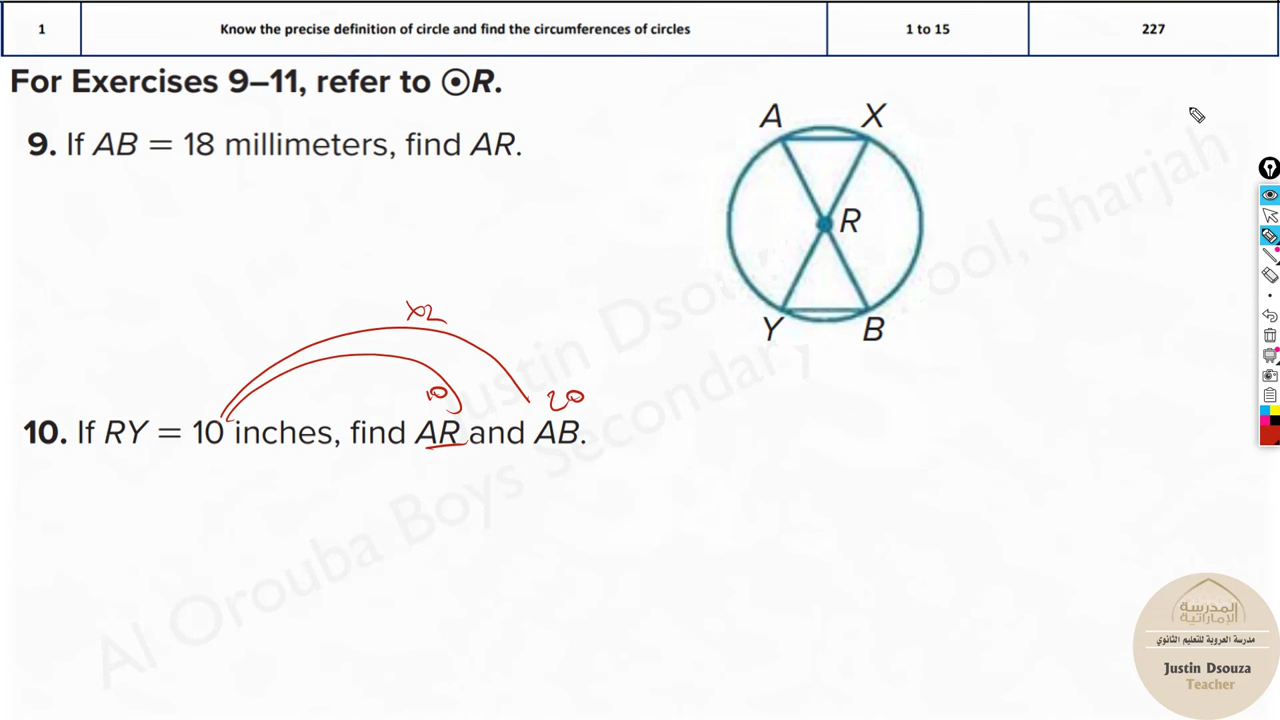 1 Know the precise definition of circle and find the circumferences of circles 1 to 15 227
For Exercises 9–11, refer to ⊙R.
9. If AB = 18 millimeters, find AR.
A X
R
Y B
×2
10 20
10. If RY = 10 inches, find AR and AB.
Al Orouba Boys Secondary School, Sharjah
Justin Dsouza
المدرسة
الإماراتية
مدرسة العروبة للتعليم الثانوي
Justin Dsouza
Teacher